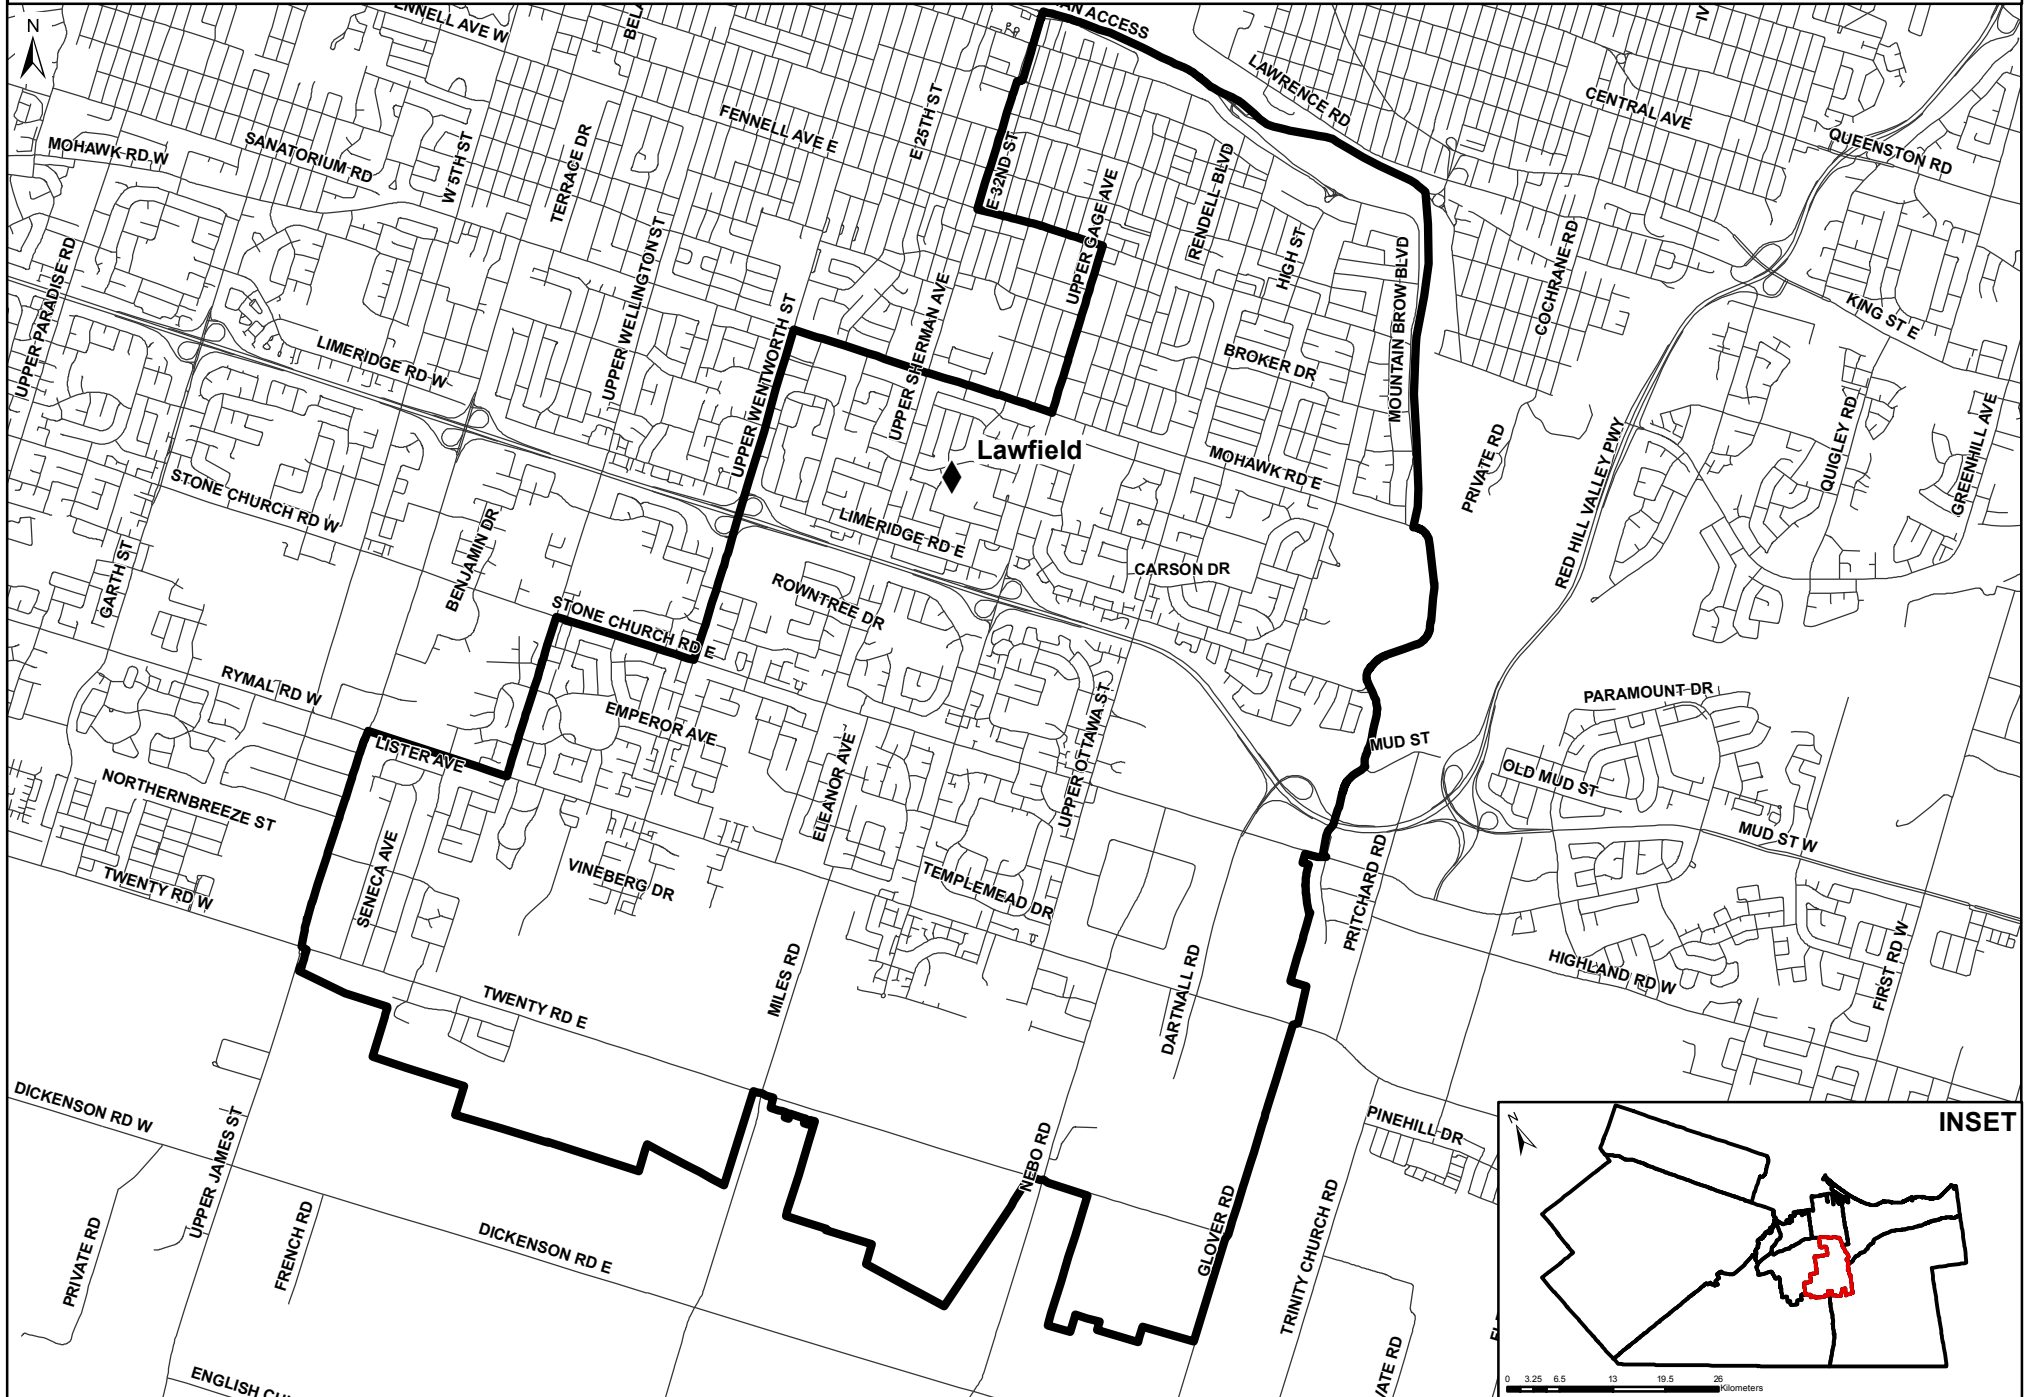 N
AN ACCESS
FENNELL AVE E
LAWRENCE RD
CENTRAL AVE
QUEENSTON RD
E 25TH ST
E 32ND ST
MOHAWK RD W
SANATORIUM RD
W 5TH ST
TERRACE DR
UPPER GAGE AVE
RENDELL BLVD
HIGH ST
MOUNTAIN BROW BLVD
COCHRANE RD
KING ST E
UPPER PARADISE RD
UPPER WELLINGTON ST
UPPER WENTWORTH ST
UPPER SHERMAN AVE
LIMERIDGE RD W
BROKER DR
Lawfield
MOHAWK RD E
PRIVATE RD
RED HILL VALLEY PWY
QUIGLEY RD
GREENHILL AVE
STONE CHURCH RD W
LIMERIDGE RD E
GARTH ST
BENJAMIN DR
CARSON DR
ROWNTREE DR
STONE CHURCH RD E
RYMAL RD W
EMPEROR AVE
LISTER AVE
ELEANOR AVE
UPPER OTTAWA ST
PARAMOUNT DR
MUD ST
OLD MUD ST
MUD ST W
NORTHERNBREEZE ST
SENECA AVE
VINEBERG DR
TEMPLEMEAD DR
PRITCHARD RD
TWENTY RD W
HIGHLAND RD W
FIRST RD W
TWENTY RD E
MILES RD
DARTNALL RD
DICKENSON RD W
UPPER JAMES ST
NEBO RD
PINEHILL DR
GLOVER RD
TRINITY CHURCH RD
PRIVATE RD
FRENCH RD
DICKENSON RD E
INSET
N
0 3.25 6.5 13 19.5 26
Kilometers